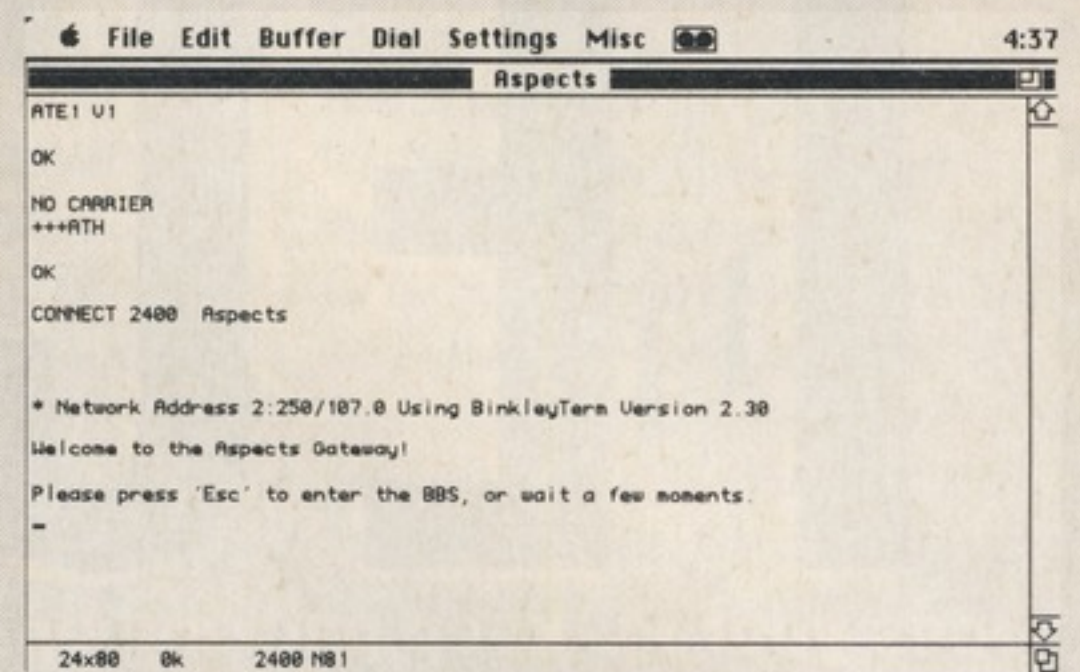 File Edit Buffer Dial Settings Misc 4:37
Aspects
ATE1 V1
OK
NO CARRIER
+++ATH
OK
CONNECT 2400 Aspects
* Network Address 2:250/107.0 Using BinkleyTerm Version 2.30
Welcome to the Aspects Gateway!
Please press 'Esc' to enter the BBS, or wait a few moments.
24x80 0k 2400 N81